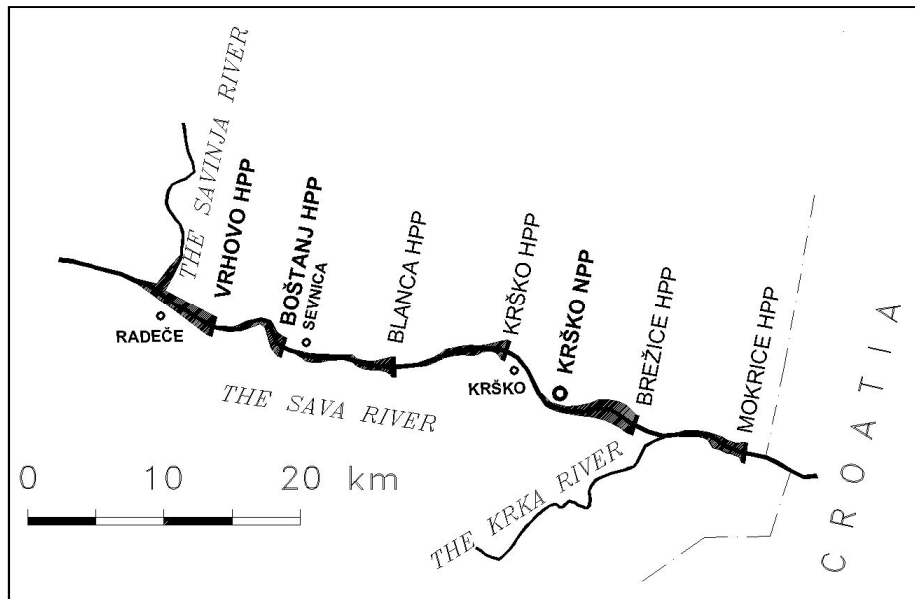 THE SAVINJA RIVER
VRHOVO HPP
BOŠTANJ HPP
SEVNICA
BLANCA HPP
KRŠKO HPP
KRŠKO NPP
BREŽICE HPP
MOKRICE HPP
RADEČE
KRŠKO
THE SAVA RIVER
THE KRKA RIVER
CROATIA
0 10 20 km